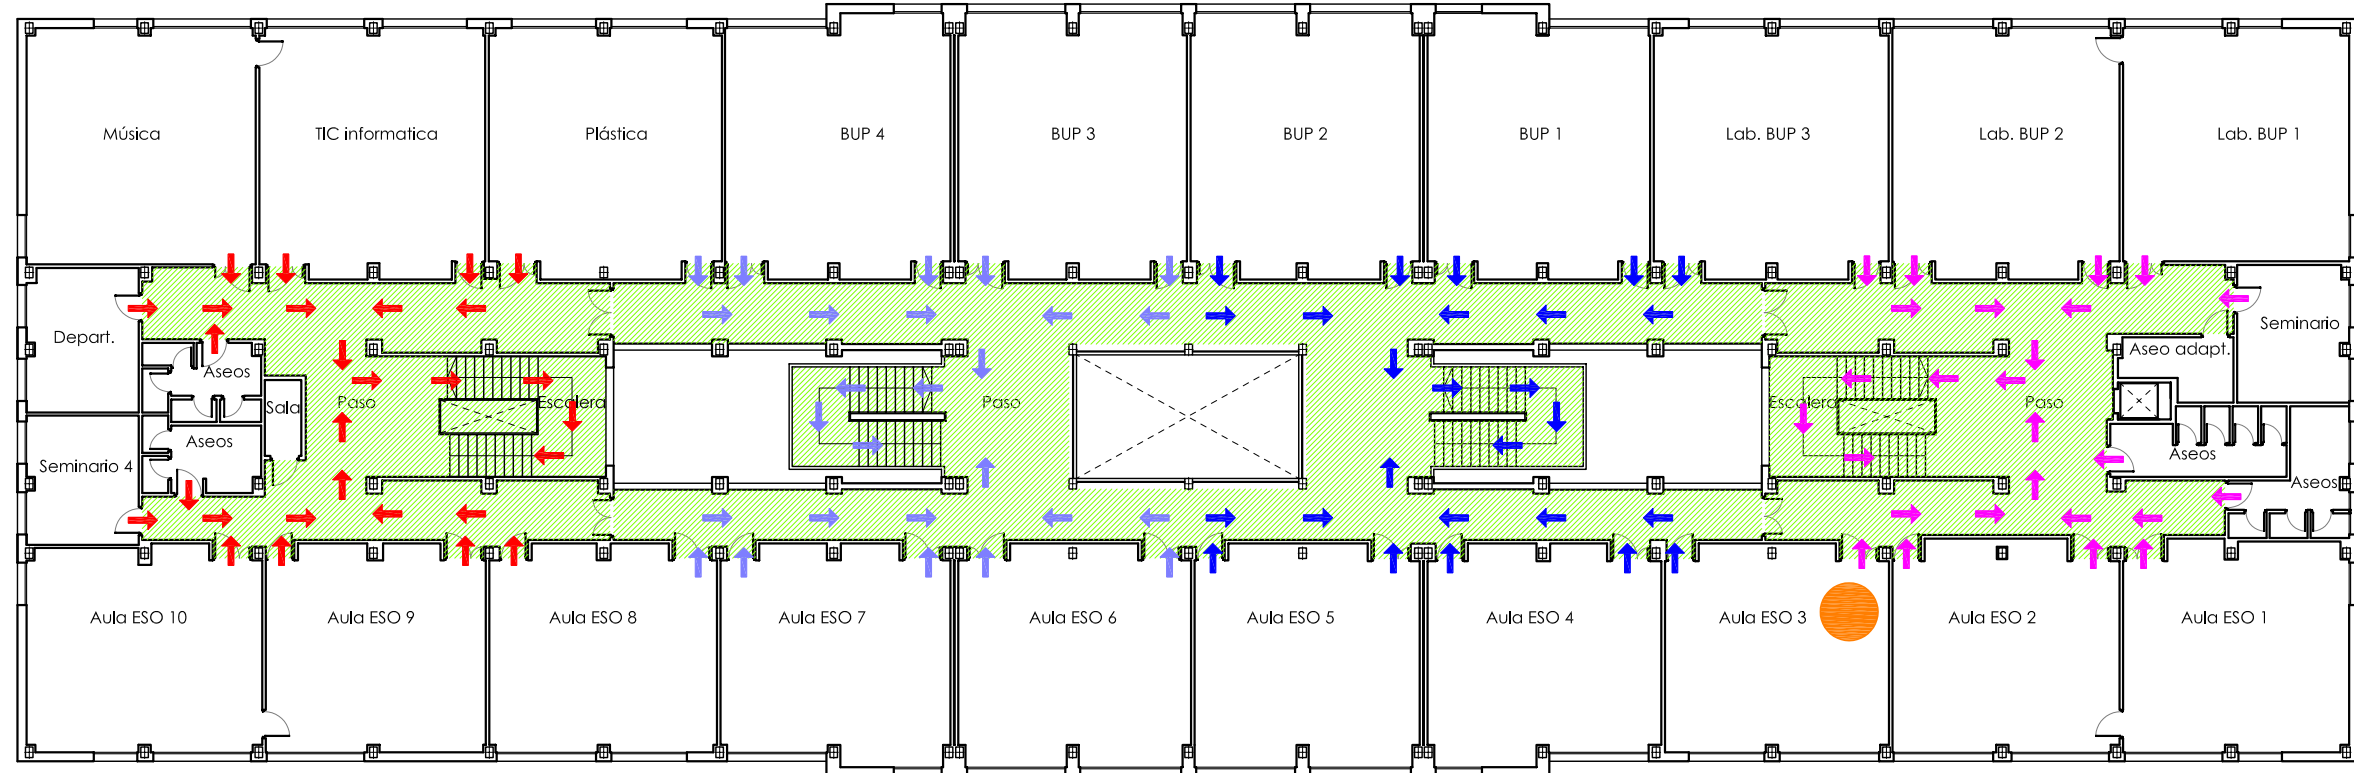 Música
TIC informatica
Plástica
BUP 4
BUP 3
BUP 2
BUP 1
Lab. BUP 3
Lab. BUP 2
Lab. BUP 1
Depart.
Seminario
Aseo adapt.
Aseos
Sala
Paso
Escalera
Paso
Escalera
Paso
Aseos
Seminario 4
Aseos
Aseos
Aula ESO 10
Aula ESO 9
Aula ESO 8
Aula ESO 7
Aula ESO 6
Aula ESO 5
Aula ESO 4
Aula ESO 3
Aula ESO 2
Aula ESO 1